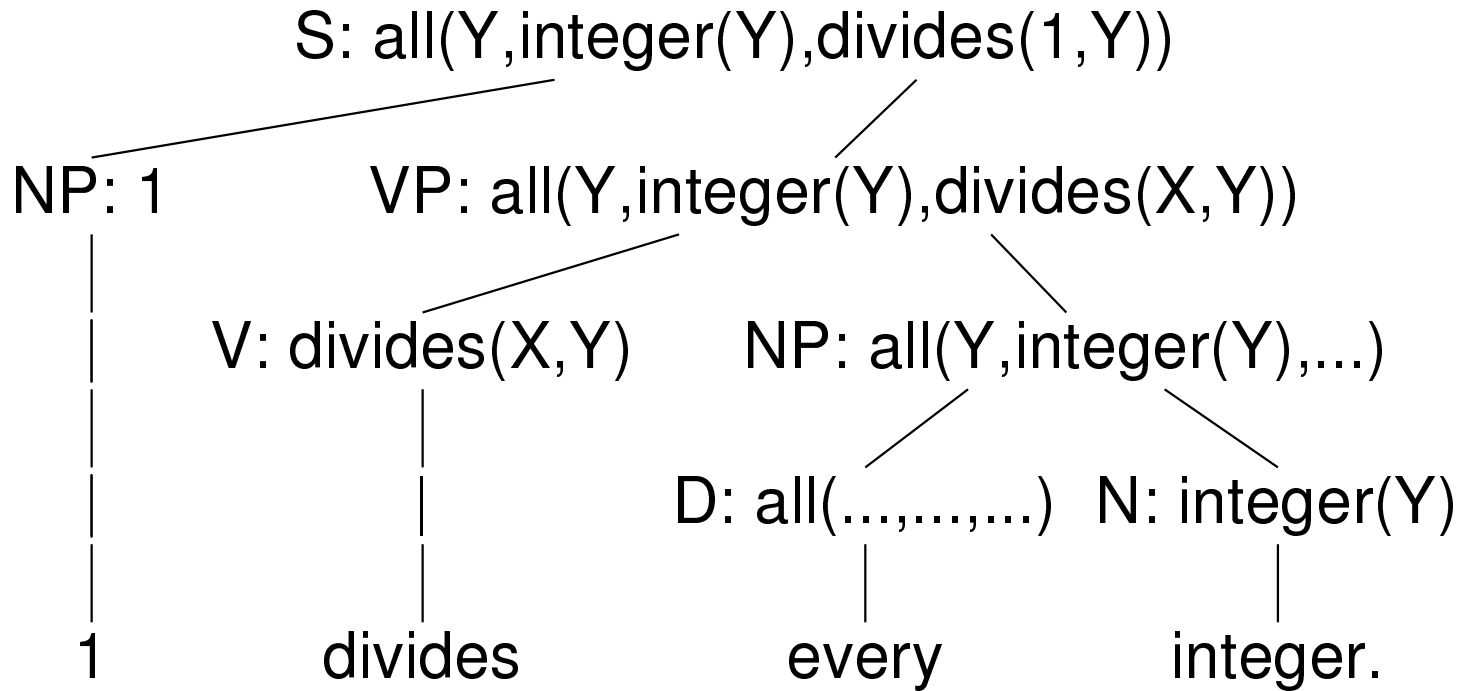 S: all(Y,integer(Y),divides(1,Y))
NP: 1 VP: all(Y,integer(Y),divides(X,Y))
V: divides(X,Y) NP: all(Y,integer(Y),...)
D: all(...,...,...) N: integer(Y)
1 divides every integer.